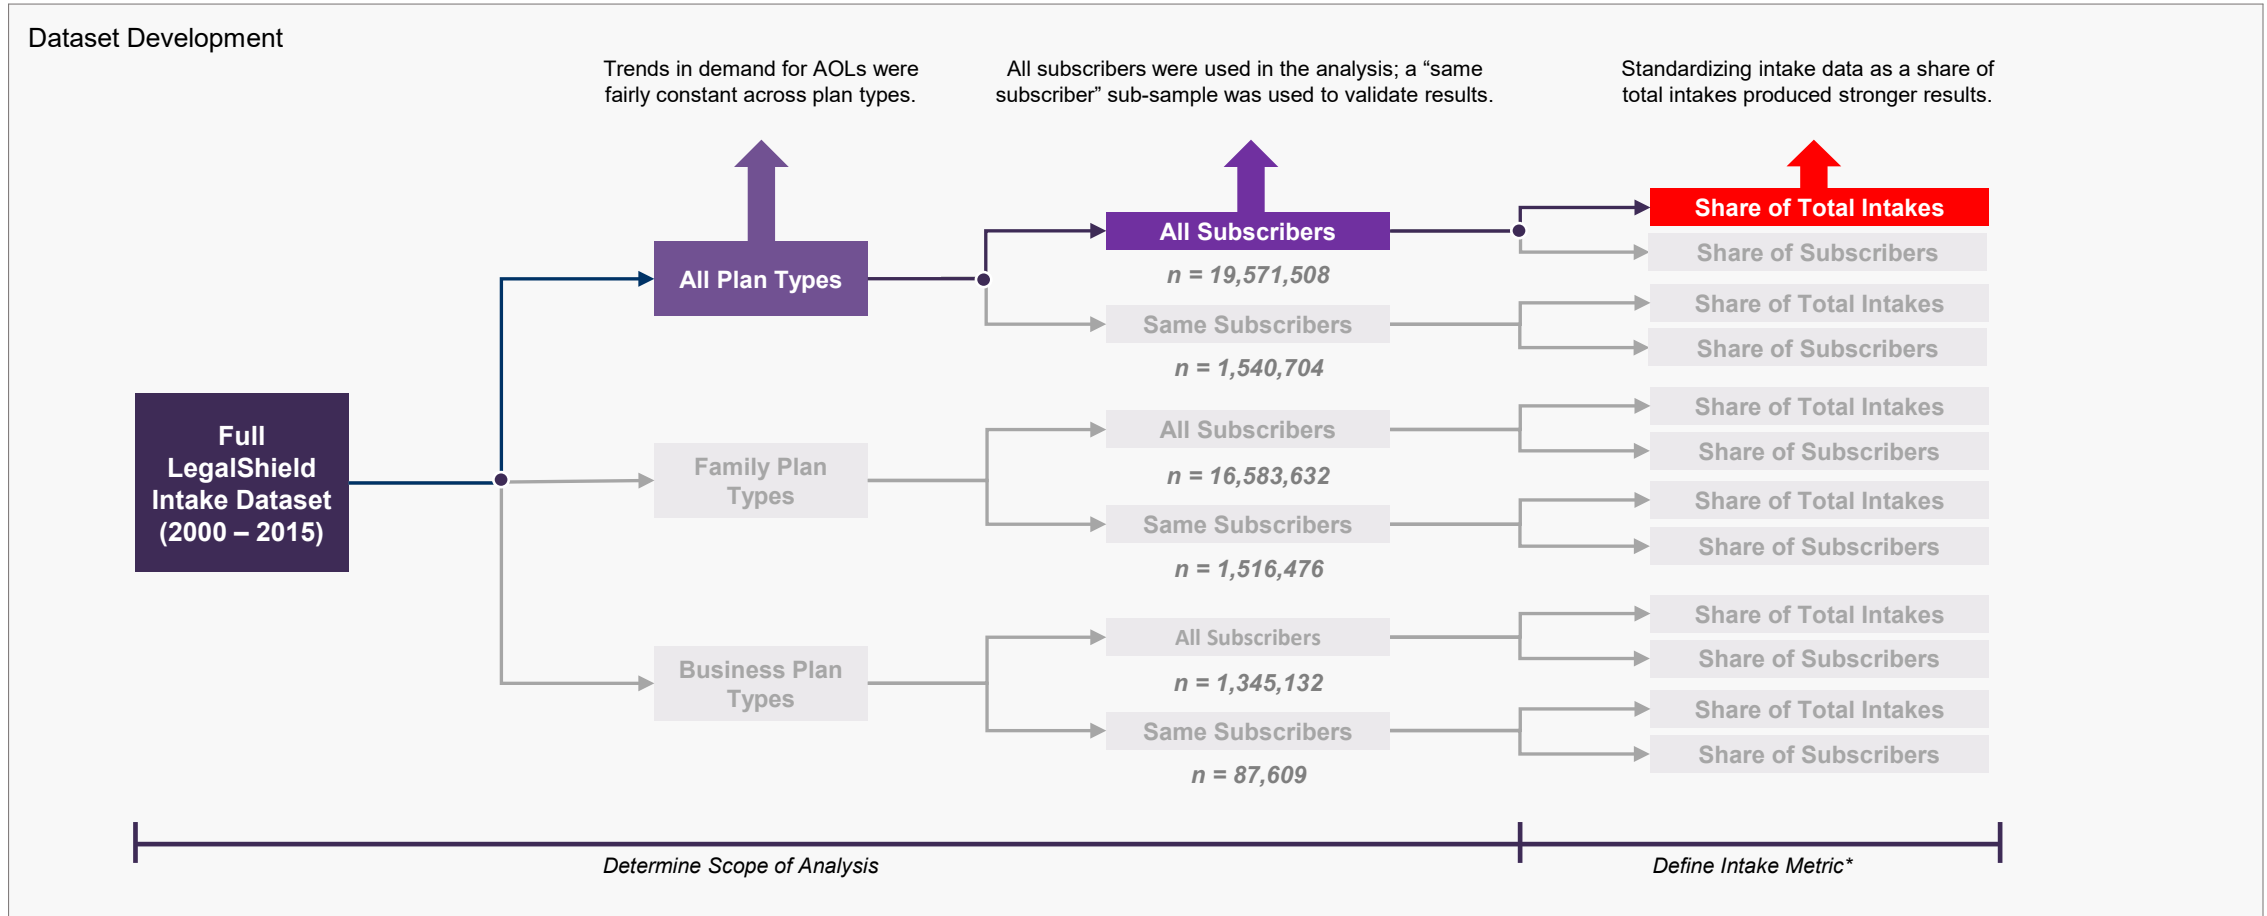 Dataset Development
Trends in demand for AOLs were
fairly constant across plan types.
All subscribers were used in the analysis; a “same
subscriber” sub-sample was used to validate results.
Standardizing intake data as a share of
total intakes produced stronger results.
Full
LegalShield
Intake Dataset
(2000 – 2015)
All Plan Types
All Subscribers
n = 19,571,508
Share of Total Intakes
Share of Subscribers
Same Subscribers
n = 1,540,704
Share of Total Intakes
Share of Subscribers
Family Plan
Types
All Subscribers
n = 16,583,632
Share of Total Intakes
Share of Subscribers
Same Subscribers
n = 1,516,476
Share of Total Intakes
Share of Subscribers
Business Plan
Types
All Subscribers
n = 1,345,132
Share of Total Intakes
Share of Subscribers
Same Subscribers
n = 87,609
Share of Total Intakes
Share of Subscribers
Determine Scope of Analysis
Define Intake Metric*